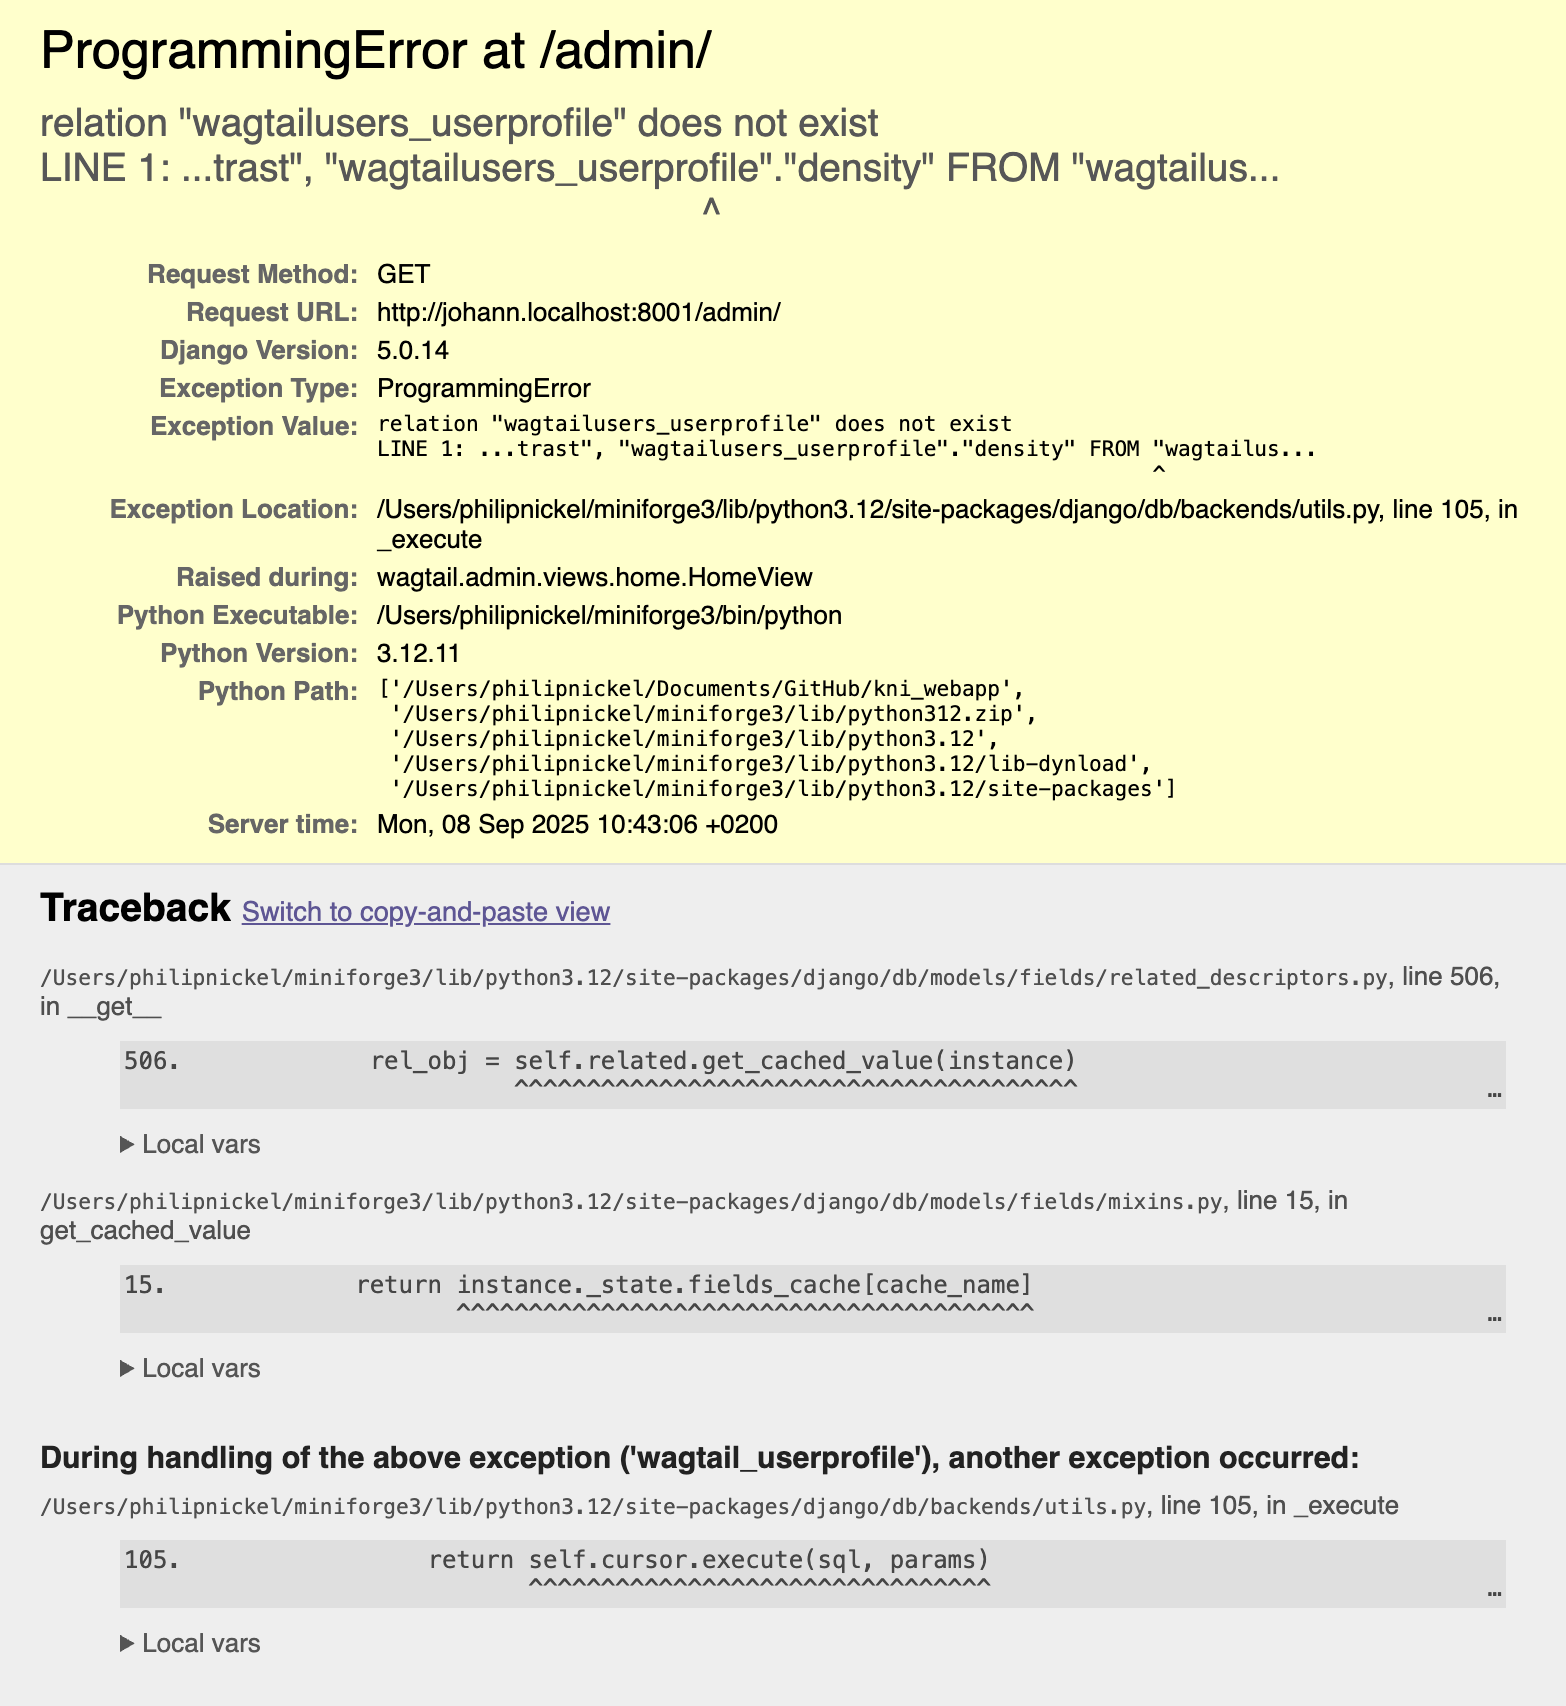 ProgrammingError at /admin/
relation "wagtailusers_userprofile" does not exist
LINE 1: ...trast", "wagtailusers_userprofile"."density" FROM "wagtailus...
^
Request Method: GET
Request URL: http://johann.localhost:8001/admin/
Django Version: 5.0.14
Exception Type: ProgrammingError
Exception Value: relation "wagtailusers_userprofile" does not exist
LINE 1: ...trast", "wagtailusers_userprofile"."density" FROM "wagtailus...
^
Exception Location: /Users/philipnickel/miniforge3/lib/python3.12/site-packages/django/db/backends/utils.py, line 105, in
_execute
Raised during: wagtail.admin.views.home.HomeView
Python Executable: /Users/philipnickel/miniforge3/bin/python
Python Version: 3.12.11
Python Path: ['/Users/philipnickel/Documents/GitHub/kni_webapp',
'/Users/philipnickel/miniforge3/lib/python312.zip',
'/Users/philipnickel/miniforge3/lib/python3.12',
'/Users/philipnickel/miniforge3/lib/python3.12/lib-dynload',
'/Users/philipnickel/miniforge3/lib/python3.12/site-packages']
Server time: Mon, 08 Sep 2025 10:43:06 +0200
Traceback Switch to copy-and-paste view
/Users/philipnickel/miniforge3/lib/python3.12/site-packages/django/db/models/fields/related_descriptors.py, line 506,
in __get__
506. rel_obj = self.related.get_cached_value(instance)
^^^^^^^^^^^^^^^^^^^^^^^^^^^^^^^^^^^^^^^
…
▶ Local vars
/Users/philipnickel/miniforge3/lib/python3.12/site-packages/django/db/models/fields/mixins.py, line 15, in
get_cached_value
15. return instance._state.fields_cache[cache_name]
^^^^^^^^^^^^^^^^^^^^^^^^^^^^^^^^^^^^^^^^
…
▶ Local vars
During handling of the above exception ('wagtail_userprofile'), another exception occurred:
/Users/philipnickel/miniforge3/lib/python3.12/site-packages/django/db/backends/utils.py, line 105, in _execute
105. return self.cursor.execute(sql, params)
^^^^^^^^^^^^^^^^^^^^^^^^^^^^^^^^
…
▶ Local vars